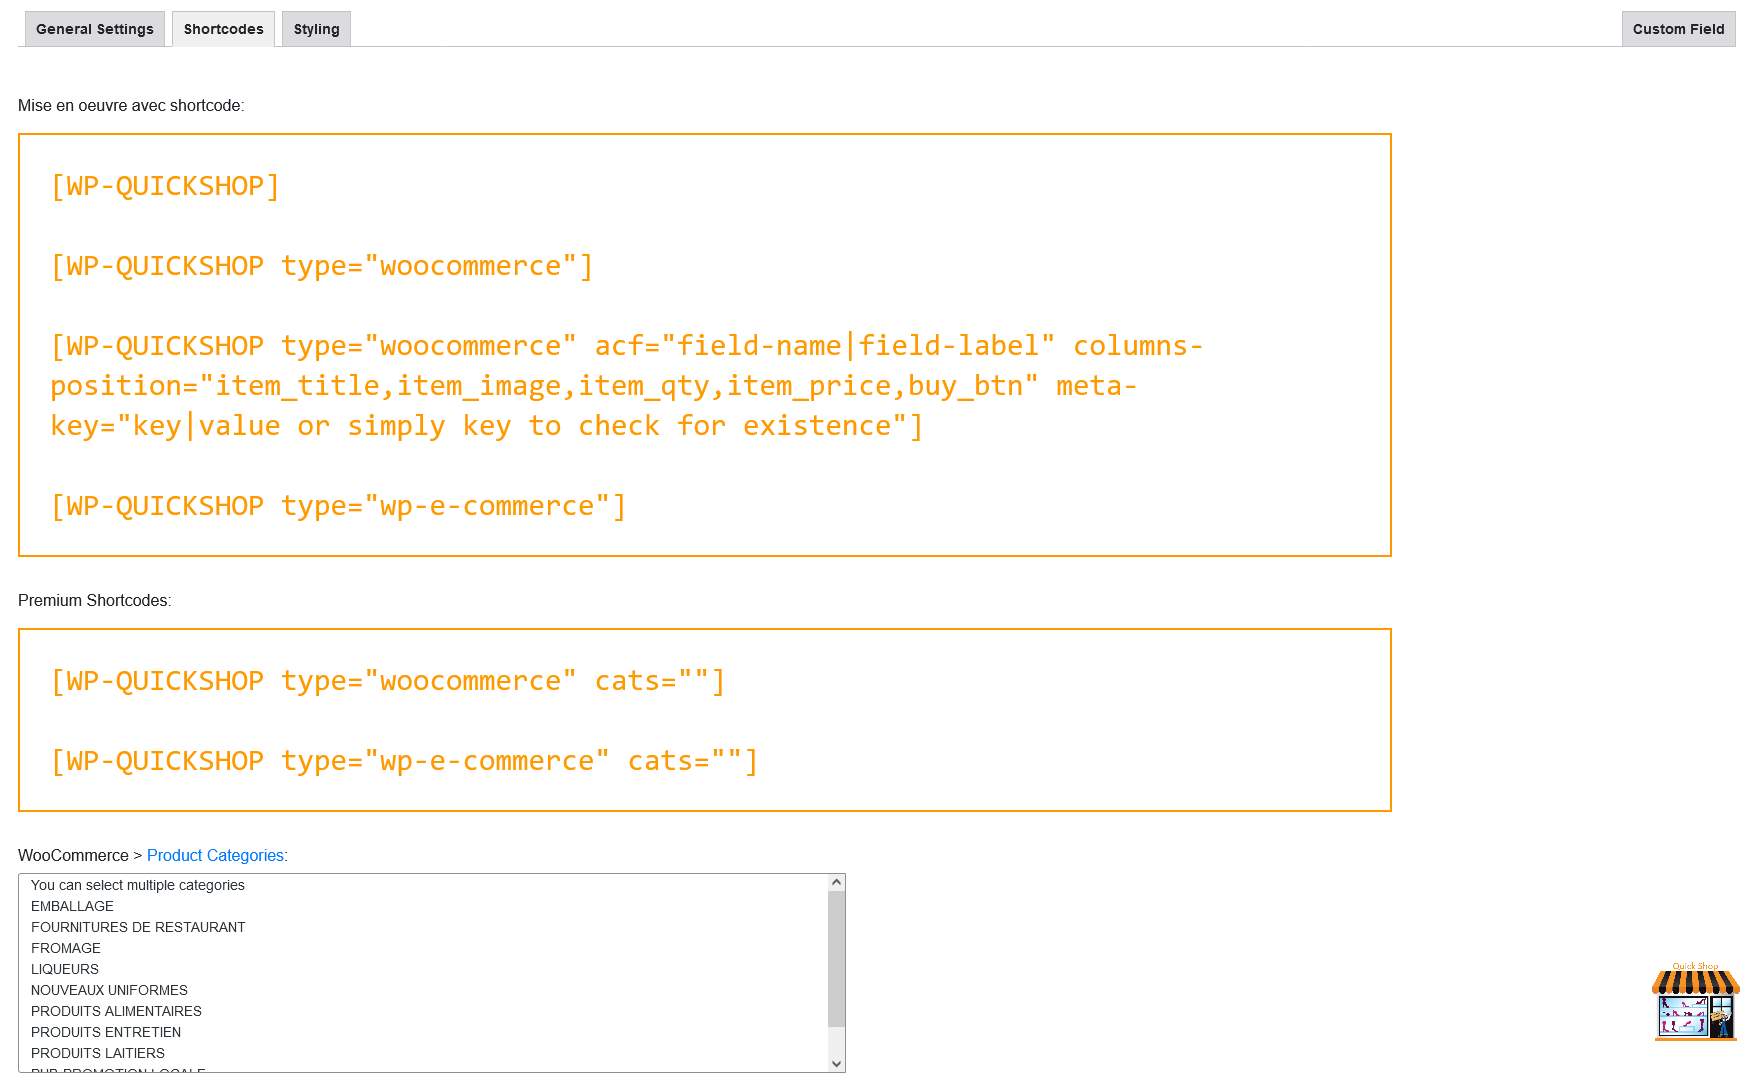 General Settings Shortcodes Styling Custom Field
Mise en oeuvre avec shortcode:
[WP-QUICKSHOP]
[WP-QUICKSHOP type="woocommerce"]
[WP-QUICKSHOP type="woocommerce" acf="field-name|field-label" columns-
position="item_title,item_image,item_qty,item_price,buy_btn" meta-
key="key|value or simply key to check for existence"]
[WP-QUICKSHOP type="wp-e-commerce"]
Premium Shortcodes:
[WP-QUICKSHOP type="woocommerce" cats=""]
[WP-QUICKSHOP type="wp-e-commerce" cats=""]
WooCommerce > Product Categories:
You can select multiple categories
EMBALLAGE
FOURNITURES DE RESTAURANT
FROMAGE
LIQUEURS
NOUVEAUX UNIFORMES
PRODUITS ALIMENTAIRES
PRODUITS ENTRETIEN
PRODUITS LAITIERS
PUB-PROMOTION LOCALE
Quick Shop